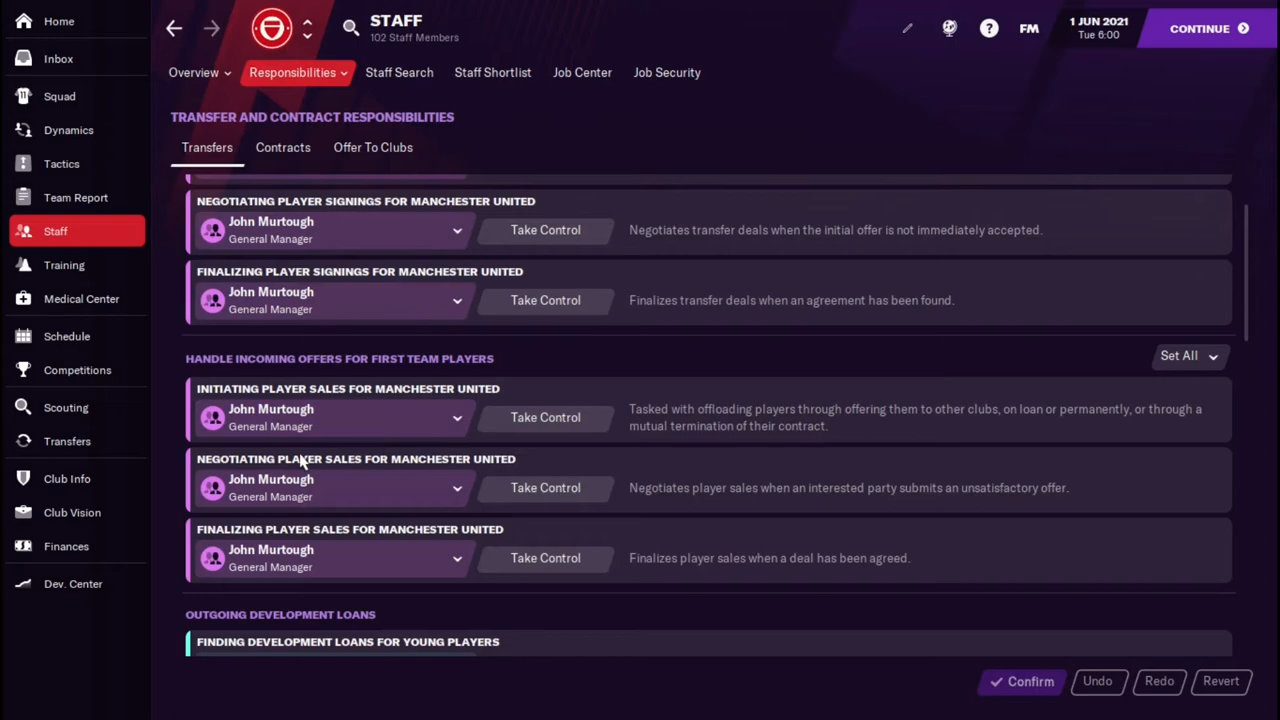 Home
Inbox
Squad
Dynamics
Tactics
Team Report
Staff
Training
Medical Center
Schedule
Competitions
Scouting
Transfers
Club Info
Club Vision
Finances
Dev. Center
STAFF
102 Staff Members
FM
1 JUN 2021
Tue 6:00
CONTINUE
Overview
Responsibilities
Staff Search
Staff Shortlist
Job Center
Job Security
TRANSFER AND CONTRACT RESPONSIBILITIES
Transfers
Contracts
Offer To Clubs
NEGOTIATING PLAYER SIGNINGS FOR MANCHESTER UNITED
John Murtough
General Manager
Take Control
Negotiates transfer deals when the initial offer is not immediately accepted.
FINALIZING PLAYER SIGNINGS FOR MANCHESTER UNITED
John Murtough
General Manager
Take Control
Finalizes transfer deals when an agreement has been found.
HANDLE INCOMING OFFERS FOR FIRST TEAM PLAYERS
Set All
INITIATING PLAYER SALES FOR MANCHESTER UNITED
John Murtough
General Manager
Take Control
Tasked with offloading players through offering them to other clubs, on loan or permanently, or through a
mutual termination of their contract.
NEGOTIATING PLAYER SALES FOR MANCHESTER UNITED
John Murtough
General Manager
Take Control
Negotiates player sales when an interested party submits an unsatisfactory offer.
FINALIZING PLAYER SALES FOR MANCHESTER UNITED
John Murtough
General Manager
Take Control
Finalizes player sales when a deal has been agreed.
OUTGOING DEVELOPMENT LOANS
FINDING DEVELOPMENT LOANS FOR YOUNG PLAYERS
Confirm
Undo
Redo
Revert